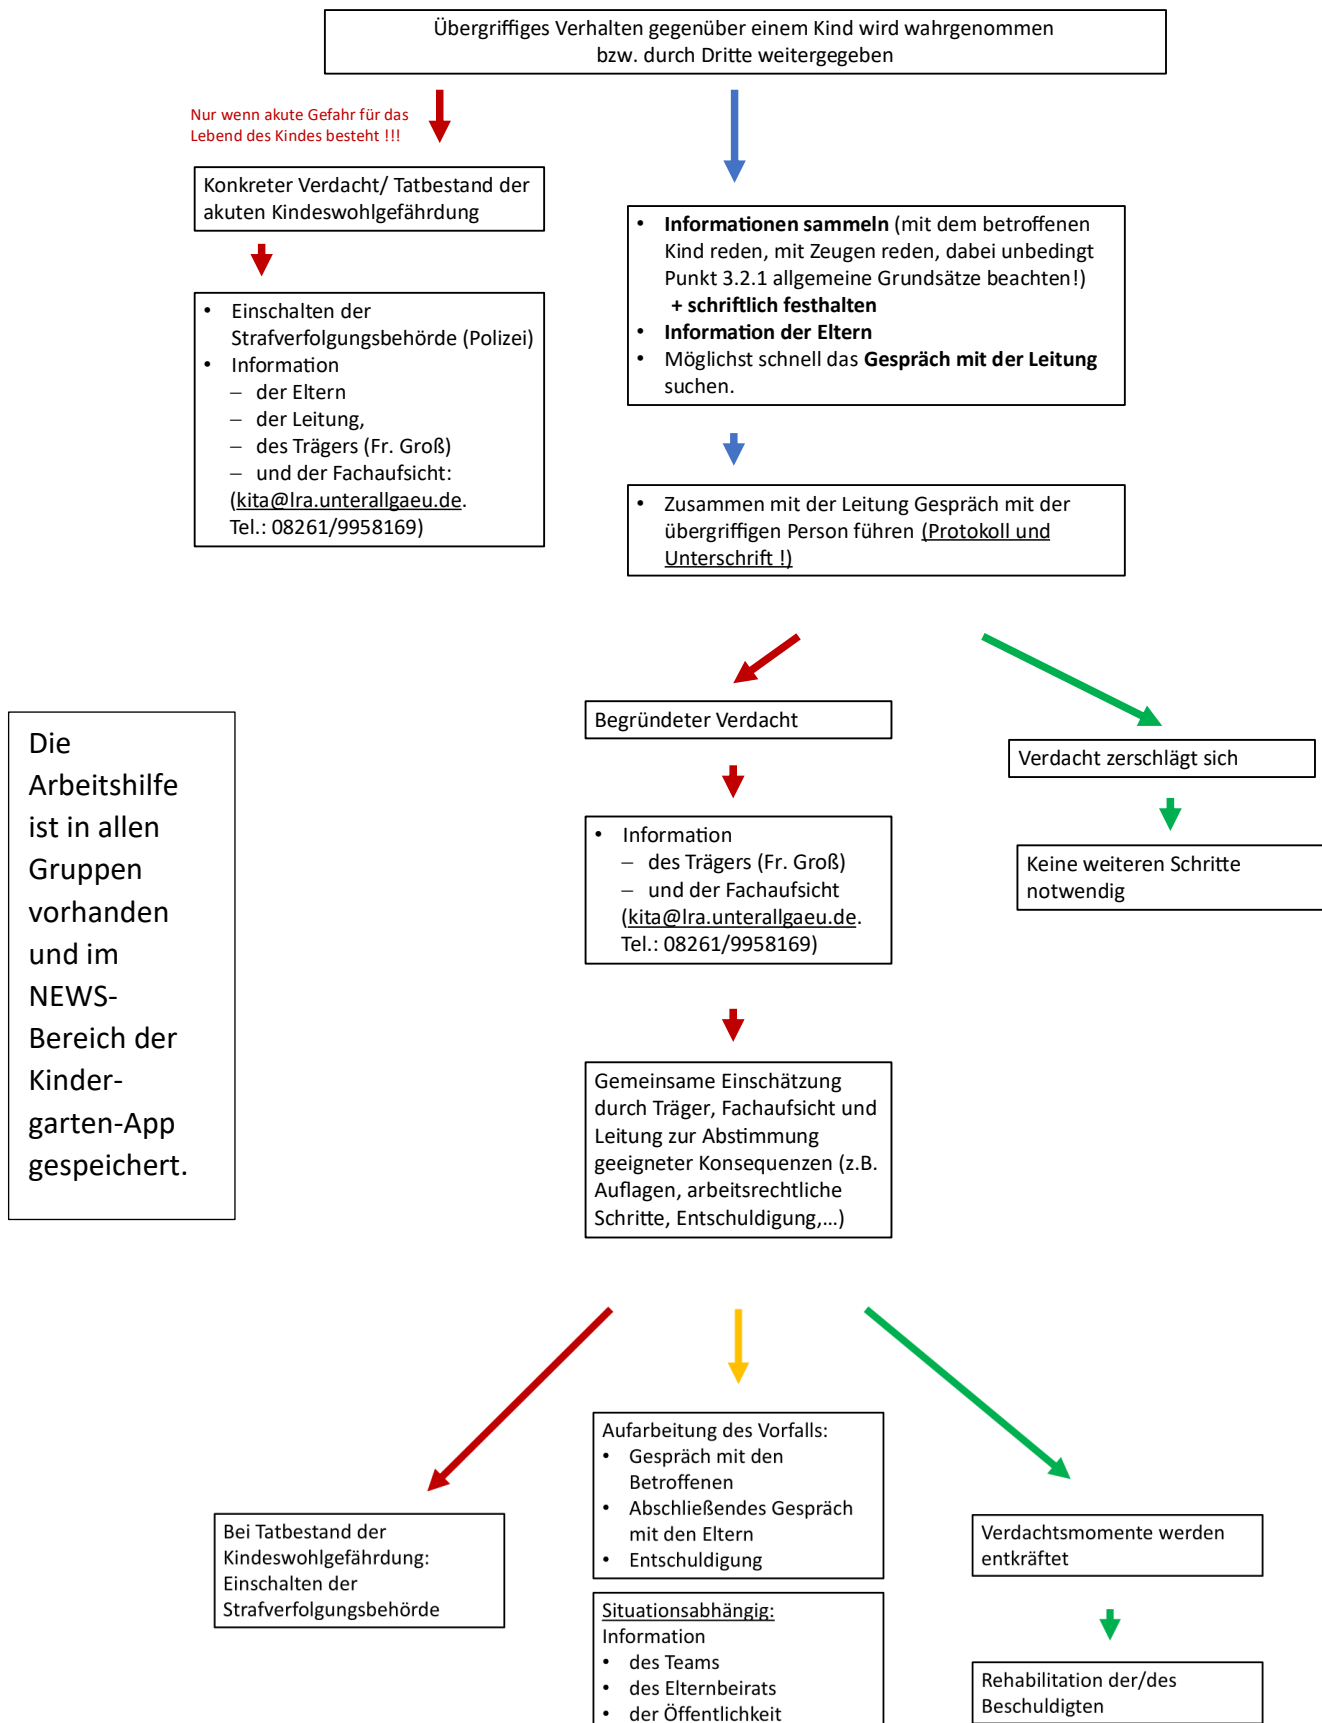 Übergriffiges Verhalten gegenüber einem Kind wird wahrgenommen
bzw. durch Dritte weitergegeben
Nur wenn akute Gefahr für das
Lebend des Kindes besteht !!!
Konkreter Verdacht/ Tatbestand der
akuten Kindeswohlgefährdung
• Einschalten der
Strafverfolgungsbehörde (Polizei)
• Information
– der Eltern
– der Leitung,
– des Trägers (Fr. Groß)
– und der Fachaufsicht:
(kita@lra.unterallgaeu.de.
Tel.: 08261/9958169)
• Informationen sammeln (mit dem betroffenen
Kind reden, mit Zeugen reden, dabei unbedingt
Punkt 3.2.1 allgemeine Grundsätze beachten!)
+ schriftlich festhalten
• Information der Eltern
• Möglichst schnell das Gespräch mit der Leitung
suchen.
• Zusammen mit der Leitung Gespräch mit der
übergriffigen Person führen (Protokoll und
Unterschrift !)
Begründeter Verdacht
Verdacht zerschlägt sich
• Information
– des Trägers (Fr. Groß)
– und der Fachaufsicht
(kita@lra.unterallgaeu.de.
Tel.: 08261/9958169)
Keine weiteren Schritte
notwendig
Die
Arbeitshilfe
ist in allen
Gruppen
vorhanden
und im
NEWS-
Bereich der
Kinder-
garten-App
gespeichert.
Gemeinsame Einschätzung
durch Träger, Fachaufsicht und
Leitung zur Abstimmung
geeigneter Konsequenzen (z.B.
Auflagen, arbeitsrechtliche
Schritte, Entschuldigung,...)
Bei Tatbestand der
Kindeswohlgefährdung:
Einschalten der
Strafverfolgungsbehörde
Aufarbeitung des Vorfalls:
• Gespräch mit den
Betroffenen
• Abschließendes Gespräch
mit den Eltern
• Entschuldigung
Situationsabhängig:
Information
• des Teams
• des Elternbeirats
• der Öffentlichkeit
Verdachtsmomente werden
entkräftet
Rehabilitation der/des
Beschuldigten